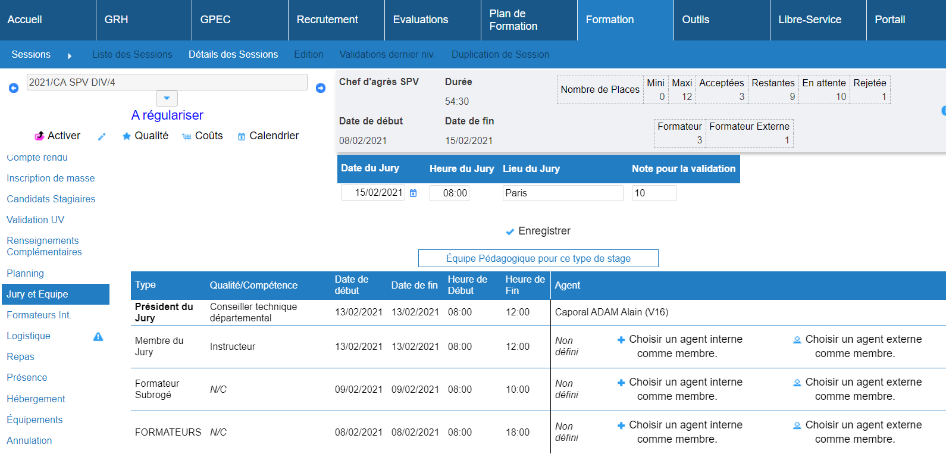 Accueil GRH GPEC Recrutement Evaluations Plan de Formation Formation Outils Libre-Service Portail
Sessions Liste des Sessions Détails des Sessions Edition Validations dernier niv. Duplication de Session
2021/CA SPV DIV/4
A régulariser
Activer Qualité Coûts Calendrier
Chef d'agrès SPV Durée
54:30
Date de début Date de fin
08/02/2021 15/02/2021
Nombre de Places Mini Maxi Acceptées Restantes En attente Rejetée
0 12 3 9 10 1
Formateur Formateur Externe
3 1
Compte rendu
Inscription de masse
Candidats Stagiaires
Validation UV
Renseignements
Complémentaires
Planning
Jury et Equipe
Formateurs Int.
Logistique
Repas
Présence
Hébergement
Équipements
Annulation
Date du Jury Heure du Jury Lieu du Jury Note pour la validation
15/02/2021 08:00 Paris 10
Enregistrer
Équipe Pédagogique pour ce type de stage
Type Qualité/Compétence Date de début Date de fin Heure de Début Heure de Fin Agent
Président du Jury Conseiller technique départemental 13/02/2021 13/02/2021 08:00 12:00 Caporal ADAM Alain (V16)
Membre du Jury Instructeur 13/02/2021 13/02/2021 08:00 12:00 Non défini Choisir un agent interne comme membre. Choisir un agent externe comme membre.
Formateur Subrogé N/C 09/02/2021 09/02/2021 08:00 10:00 Non défini Choisir un agent interne comme membre. Choisir un agent externe comme membre.
FORMATEURS N/C 08/02/2021 08/02/2021 08:00 18:00 Non défini Choisir un agent interne comme membre. Choisir un agent externe comme membre.